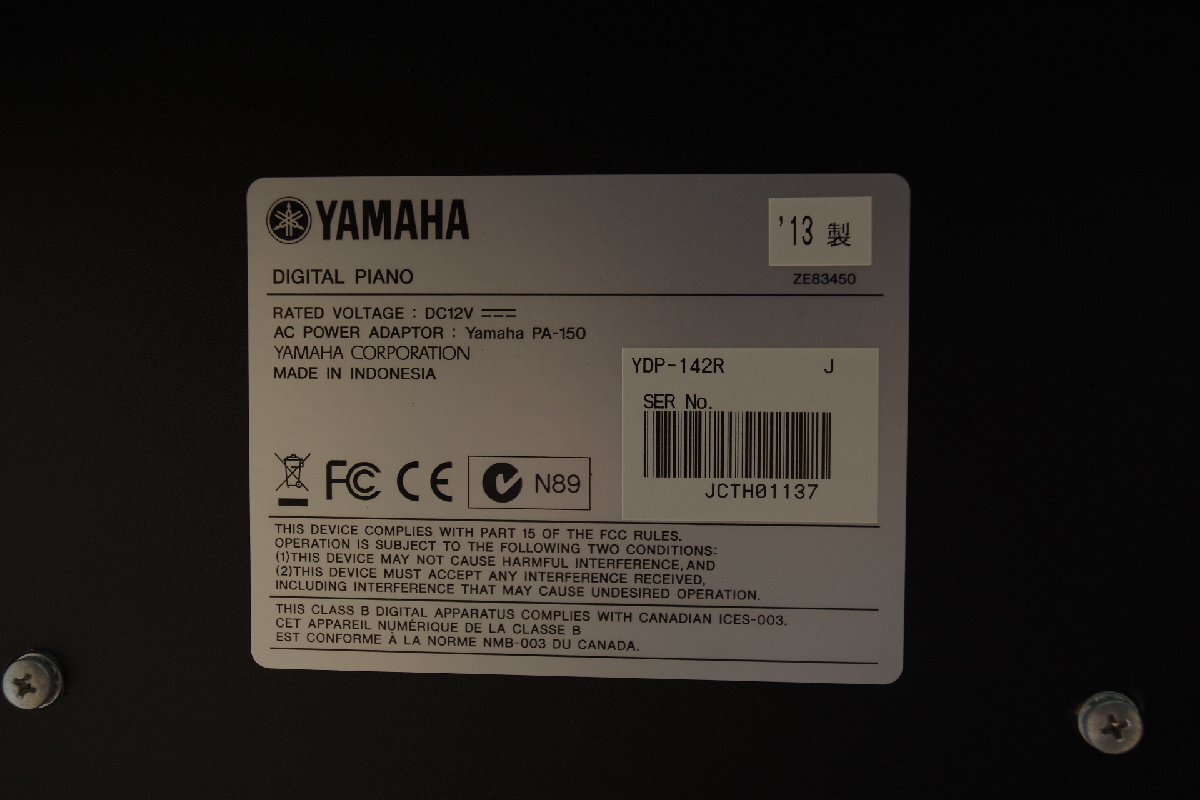 YAMAHA
'13 製
DIGITAL PIANO
ZE83450
RATED VOLTAGE : DC12V
AC POWER ADAPTOR : Yamaha PA-150
YAMAHA CORPORATION
MADE IN INDONESIA
YDP-142R J
SER No.
JCTH01137
FC CE N89
THIS DEVICE COMPLIES WITH PART 15 OF THE FCC RULES.
OPERATION IS SUBJECT TO THE FOLLOWING TWO CONDITIONS:
(1)THIS DEVICE MAY NOT CAUSE HARMFUL INTERFERENCE,AND
(2)THIS DEVICE MUST ACCEPT ANY INTERFERENCE RECEIVED,
INCLUDING INTERFERENCE THAT MAY CAUSE UNDESIRED OPERATION.
THIS CLASS B DIGITAL APPARATUS COMPLIES WITH CANADIAN ICES-003.
CET APPAREIL NUMÉRIQUE DE LA CLASSE B
EST CONFORME À LA NORME NMB-003 DU CANADA.